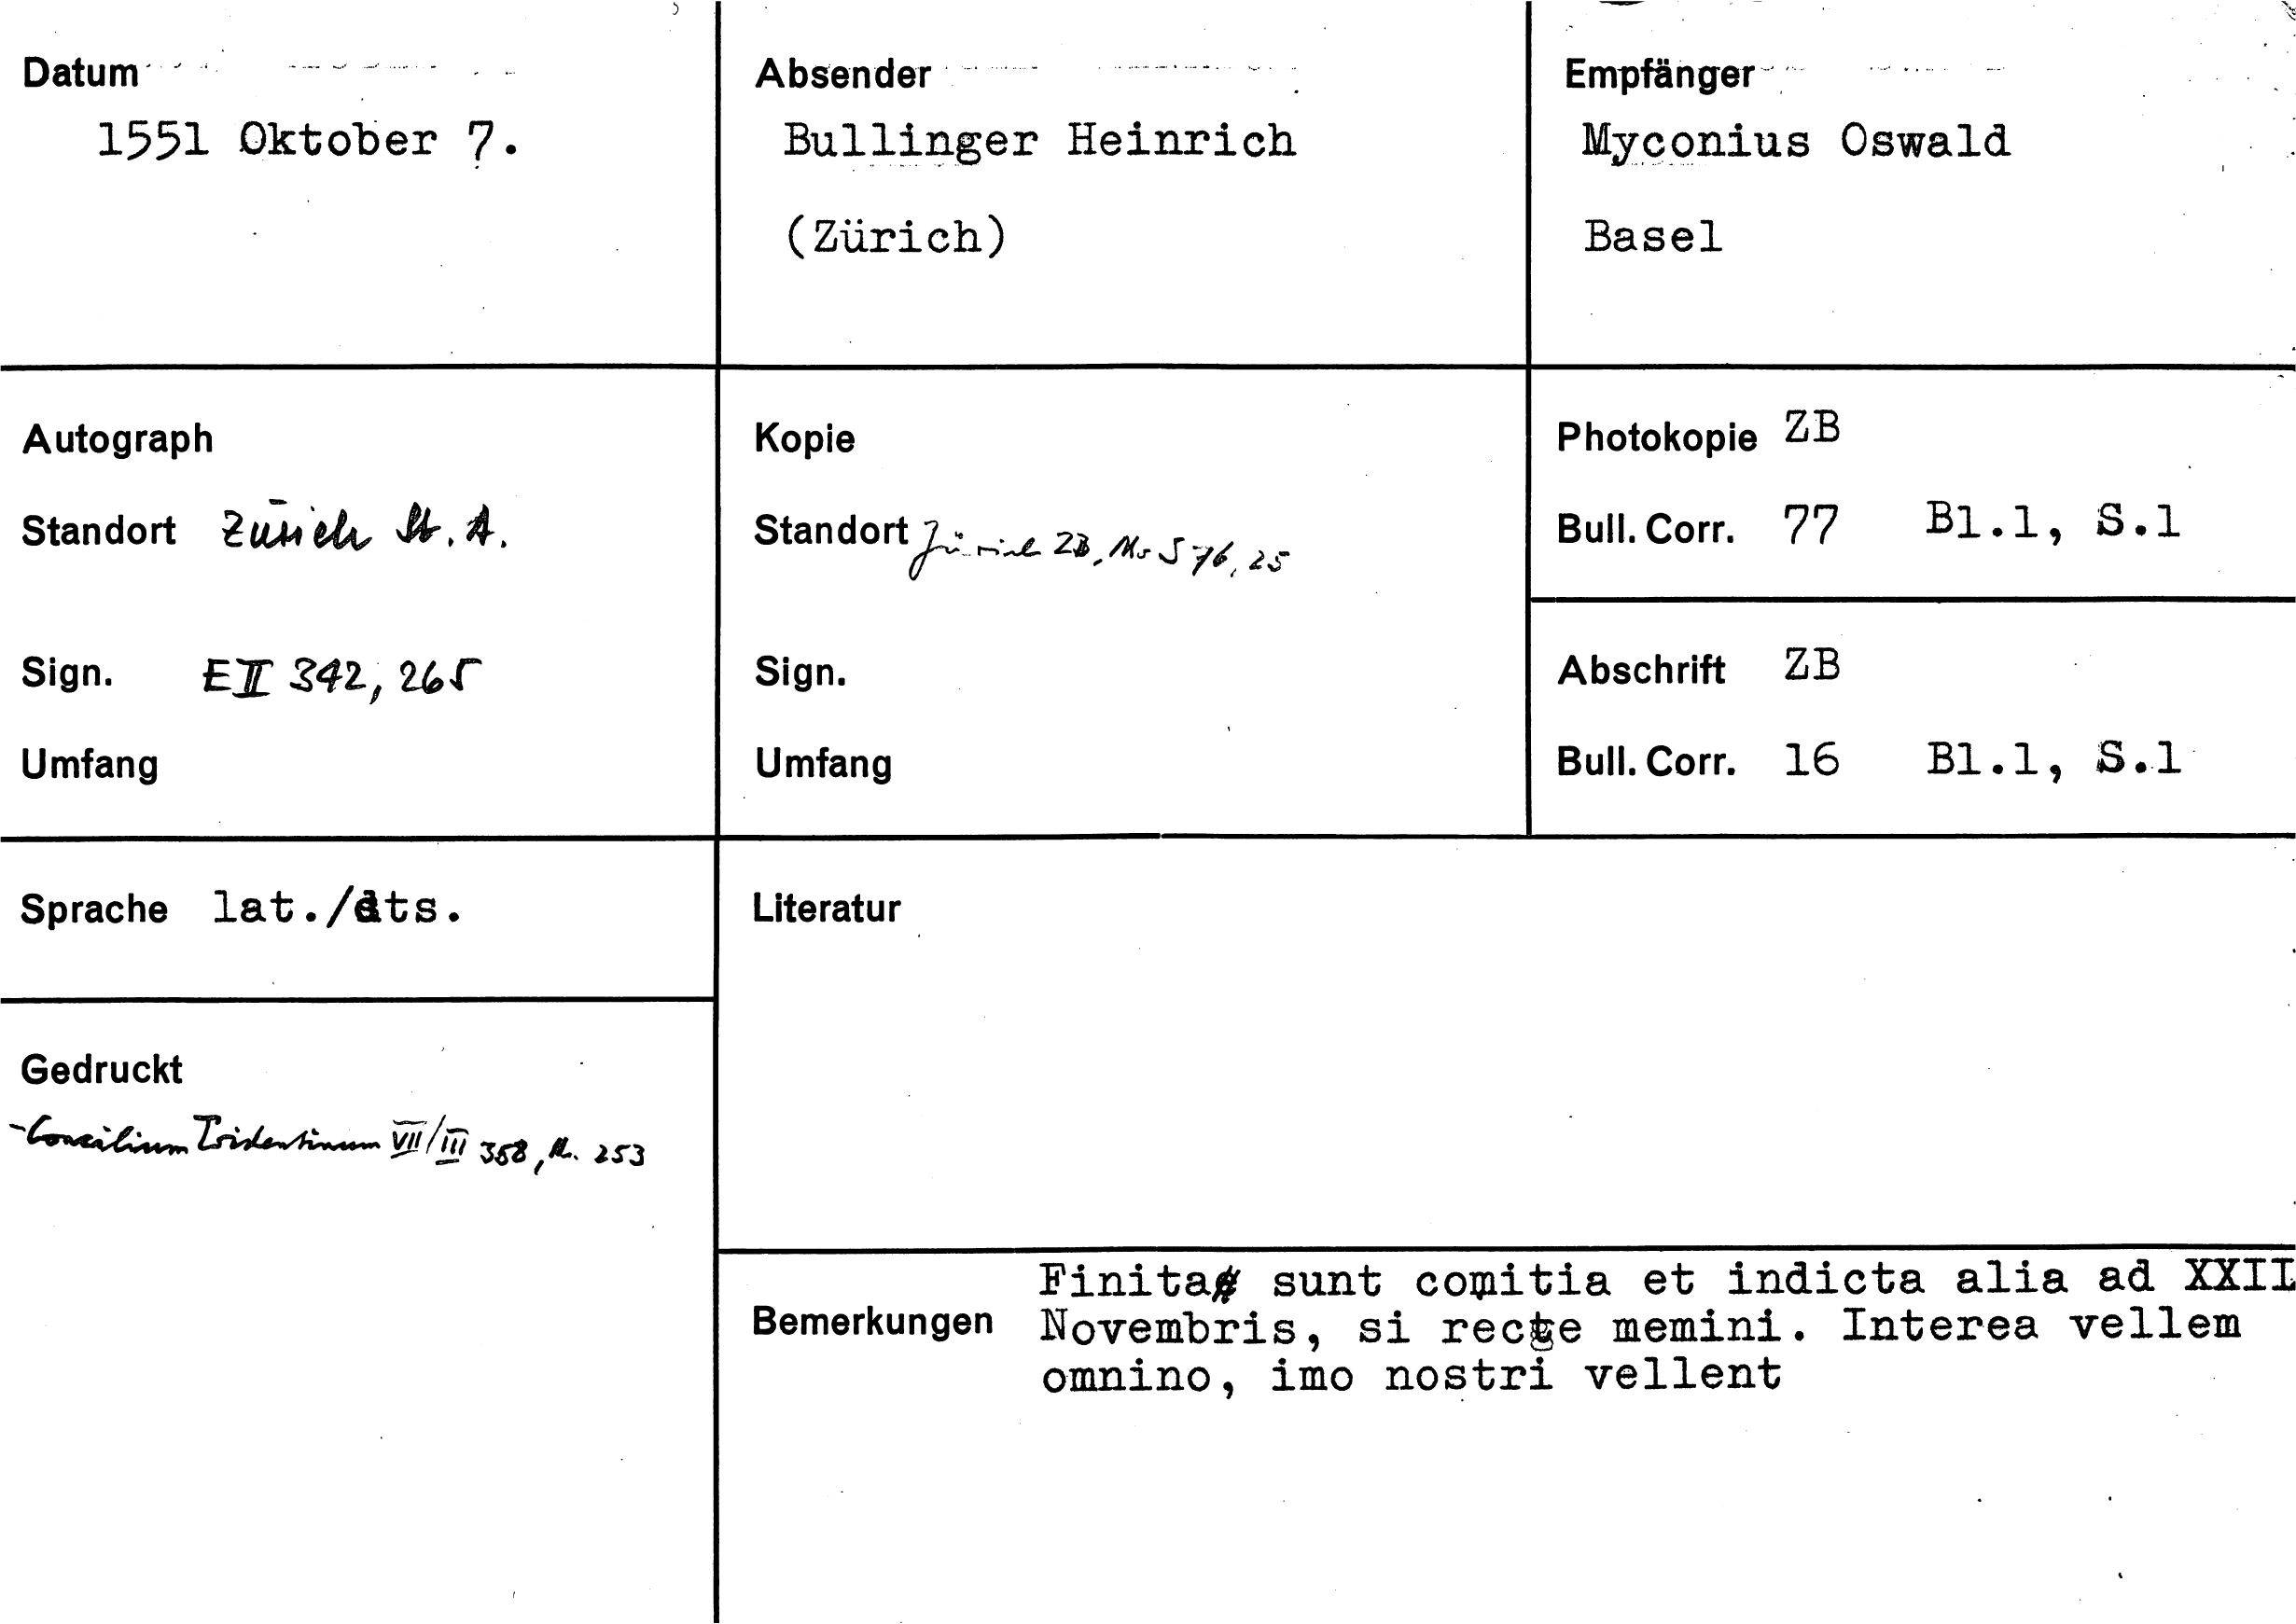 Datum
1551 Oktober 7.
Absender
Bullinger Heinrich
(Zürich)
Empfänger
Myconius Oswald
Basel
Autograph
Standort Zürich St. A.
Sign. E II 342, 265
Umfang
Kopie
Standort Zürich ZB, Ms S 76, 25
Sign.
Umfang
Photokopie ZB
Bull. Corr. 77 Bl.1, S.1
Abschrift ZB
Bull. Corr. 16 Bl.1, S.1
Sprache lat./dts.
Literatur
Gedruckt
- Concilium Tridentinum VII/III 358, Nr. 253
Bemerkungen
Finita sunt comitia et indicta alia ad XXII
Novembris, si recte memini. Interea vellem
omnino, imo nostri vellent